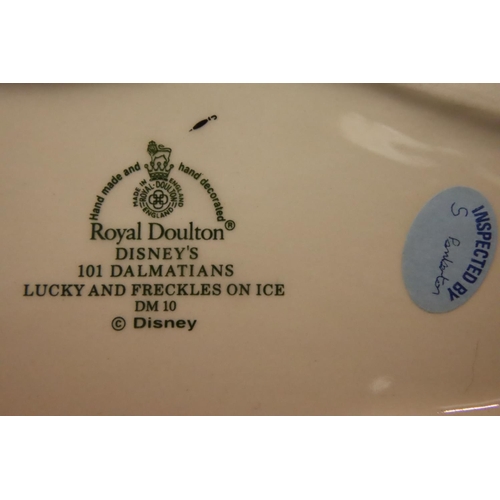 Hand made and hand decorated
MADE IN ENGLAND
ROYAL·DOULTON
ENGLAND
Royal Doulton®
DISNEY'S
101 DALMATIANS
LUCKY AND FRECKLES ON ICE
DM 10
© Disney
INSPECTED BY
S